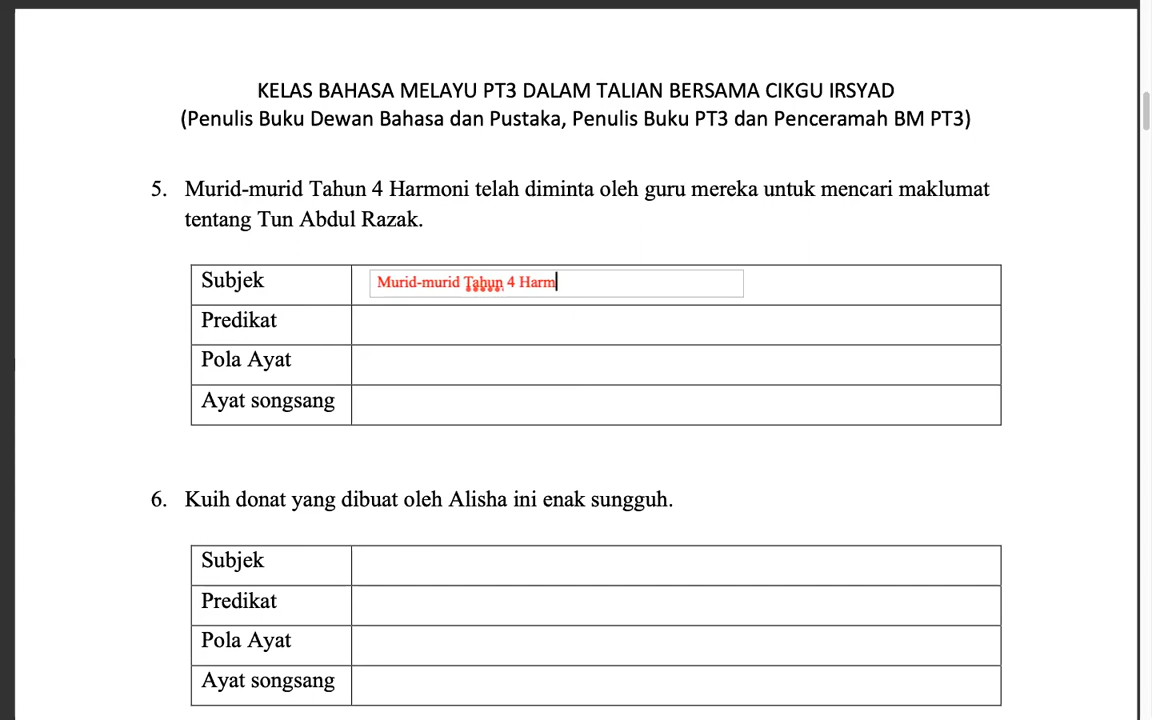 KELAS BAHASA MELAYU PT3 DALAM TALIAN BERSAMA CIKGU IRSYAD
(Penulis Buku Dewan Bahasa dan Pustaka, Penulis Buku PT3 dan Penceramah BM PT3)
5. Murid-murid Tahun 4 Harmoni telah diminta oleh guru mereka untuk mencari maklumat
tentang Tun Abdul Razak.
Subjek Murid-murid Tahun 4 Harm
Predikat
Pola Ayat
Ayat songsang
6. Kuih donat yang dibuat oleh Alisha ini enak sungguh.
Subjek
Predikat
Pola Ayat
Ayat songsang